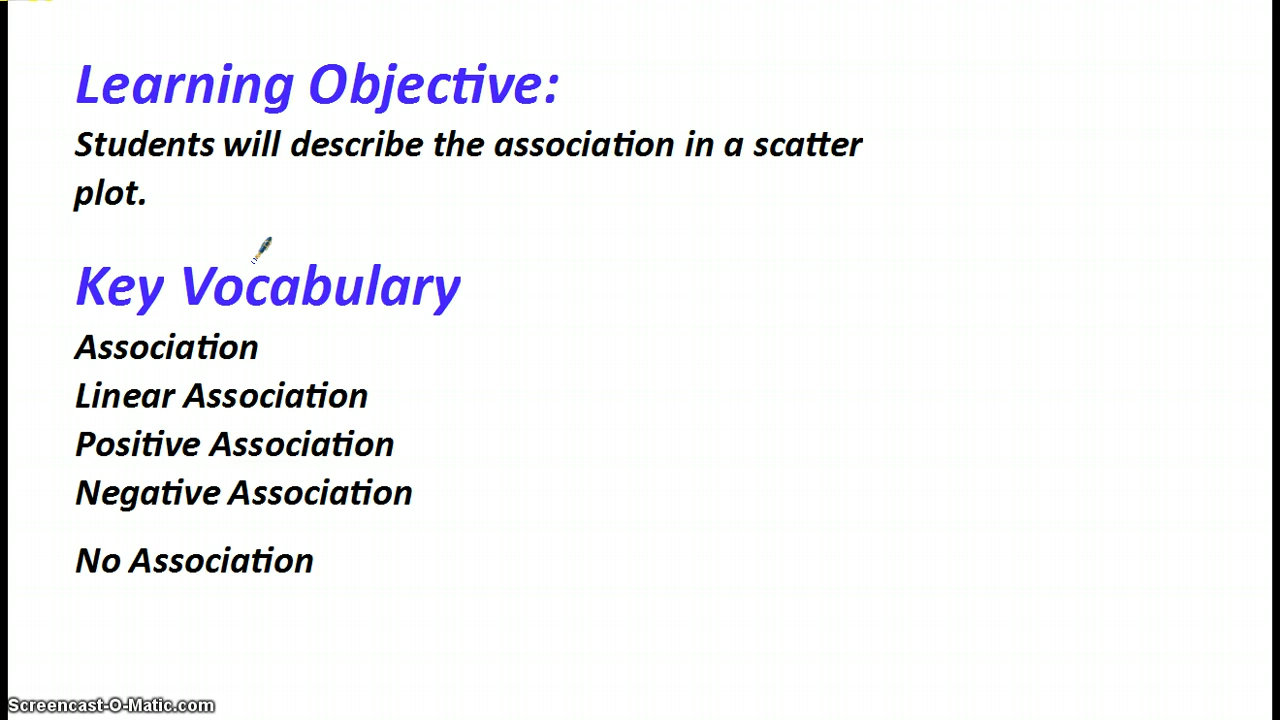 Learning Objective:
Students will describe the association in a scatter
plot.
Key Vocabulary
Association
Linear Association
Positive Association
Negative Association
No Association
Screencast-O-Matic.com